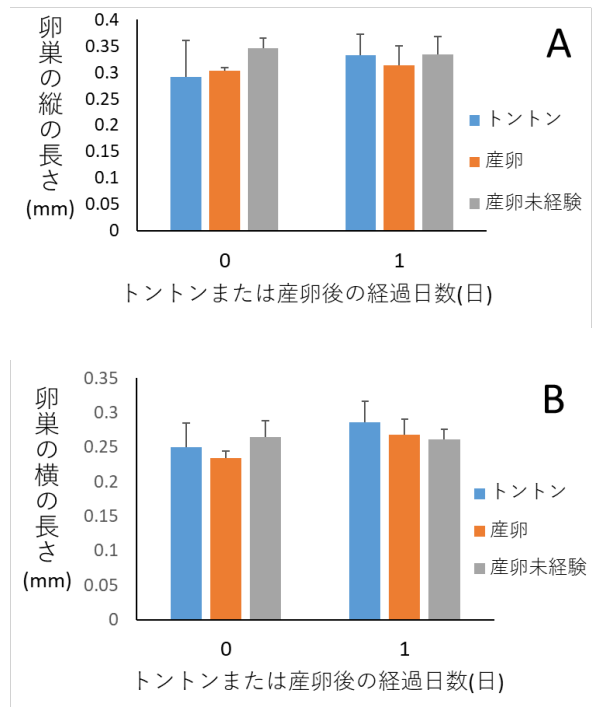 卵巣の縦の長さ
(mm)
0.4
0.35
0.3
0.25
0.2
0.15
0.1
0.05
0
A
トントン
産卵
産卵未経験
0 1
トントンまたは産卵後の経過日数(日)
卵巣の横の長さ
(mm)
0.35
0.3
0.25
0.2
0.15
0.1
0.05
0
B
トントン
産卵
産卵未経験
0 1
トントンまたは産卵後の経過日数(日)